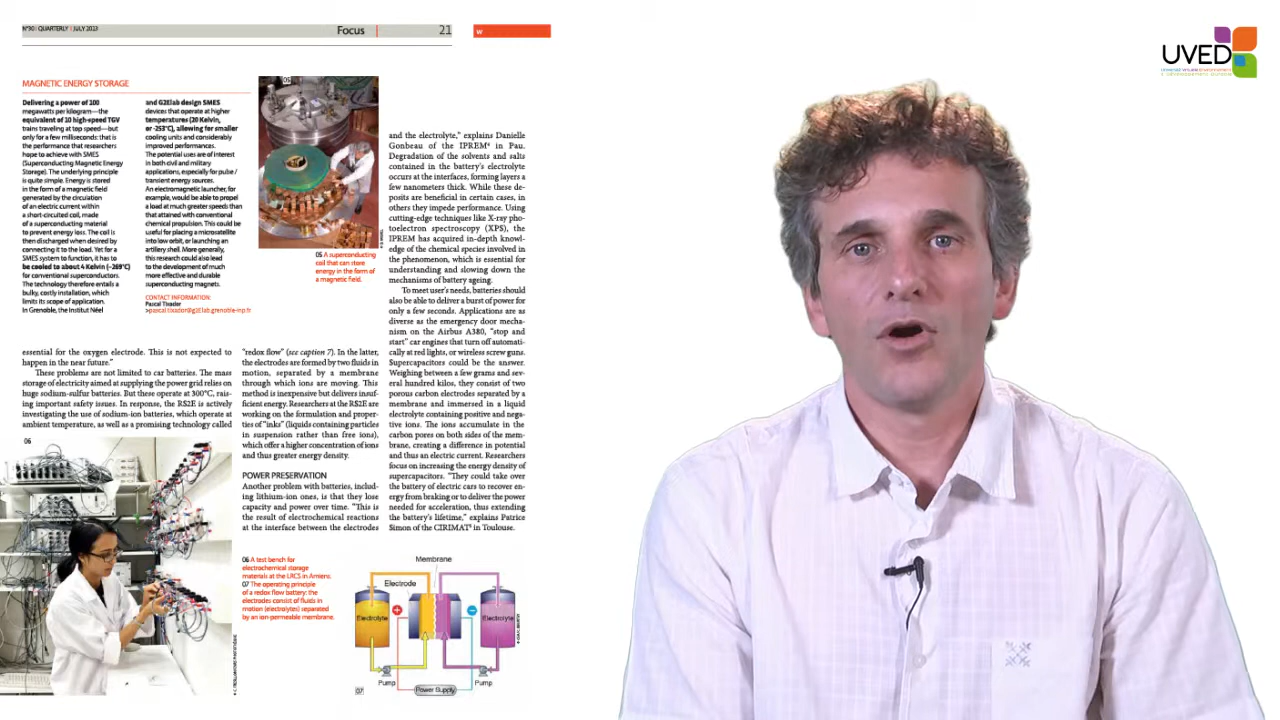 N°30 I QUARTERLY I JULY 2023
Focus
21
w
MAGNETIC ENERGY STORAGE
Delivering a power of 100
megawatts per kilogram—the
equivalent of 20 high-speed TGV
trains traveling at top speed—but
only for a few milliseconds: that is
the performance that researchers
hope to achieve with SMES
(Superconducting Magnetic Energy
Storage). The underlying principle
is quite simple. Energy is stored
in the form of a magnetic field
generated by the circulation
of an electric current within
a short-circuited coil, made
of a superconducting material
to prevent energy loss. The coil is
then discharged when desired by
connecting it to the load. Yet for a
SMES system to function, it has to
be cooled to about 4 Kelvin (–269°C)
for conventional superconductors.
The technology therefore entails a
bulky, costly installation, which
limits its scope of application.
In Grenoble, the Institut Néel
and G2Elab design SMES
devices that operate at higher
temperatures (20 Kelvin,
or -253°C), allowing for smaller
cooling units and considerably
improved performances.
The potential uses are of interest
in both civil and military
applications, especially for pulse/
transient energy sources.
An electromagnetic launcher, for
example, would be able to propel
a load at much greater speeds than
that attained with conventional
chemical propulsion. This could be
useful for placing a microsatellite
into low orbit, or launching an
artillery shell. More generally,
this research could also lead
to the development of much
more effective and durable
superconducting magnets.
CONTACT INFORMATION:
Pascal Tixador
>pascal.tixador@g2Elab.grenoble-inp.fr
05
05 A superconducting
coil that can store
energy in the form of
a magnetic field.
essential for the oxygen electrode. This is not expected to
happen in the near future."
These problems are not limited to car batteries. The mass
storage of electricity aimed at supplying the power grid relies on
huge sodium-sulfur batteries. But these operate at 300°C, rais-
ing important safety issues. In response, the RS2E is actively
investigating the use of sodium-ion batteries, which operate at
ambient temperature, as well as a promising technology called
"redox flow" (see caption 7). In the latter,
the electrodes are formed by two fluids in
motion, separated by a membrane
through which ions are moving. This
method is inexpensive but delivers insuf-
ficient energy. Researchers at the RS2E are
working on the formulation and proper-
ties of "inks" (liquids containing particles
in suspension rather than free ions),
which offer a higher concentration of ions
and thus greater energy density.
POWER PRESERVATION
Another problem with batteries, includ-
ing lithium-ion ones, is that they lose
capacity and power over time. "This is
the result of electrochemical reactions
at the interface between the electrodes
and the electrolyte," explains Danielle
Gonbeau of the IPREM⁴ in Pau.
Degradation of the solvents and salts
contained in the battery's electrolyte
occurs at the interfaces, forming layers a
few nanometers thick. While these de-
posits are beneficial in certain cases, in
others they impede performance. Using
cutting-edge techniques like X-ray pho-
toelectron spectroscopy (XPS), the
IPREM has acquired in-depth knowl-
edge of the chemical species involved in
the phenomenon, which is essential for
understanding and slowing down the
mechanisms of battery ageing.
To meet user's needs, batteries should
also be able to deliver a burst of power for
only a few seconds. Applications are as
diverse as the emergency door mecha-
nism on the Airbus A380, "stop and
start" car engines that turn off automati-
cally at red lights, or wireless screw guns.
Supercapacitors could be the answer.
Weighing between a few grams and sev-
eral hundred kilos, they consist of two
porous carbon electrodes separated by a
membrane and immersed in a liquid
electrolyte containing positive and nega-
tive ions. The ions accumulate in the
carbon pores on both sides of the mem-
brane, creating a difference in potential
and thus an electric current. Researchers
focus on increasing the energy density of
supercapacitors. "They could take over
the battery of electric cars to recover en-
ergy from braking or to deliver the power
needed for acceleration, thus extending
the battery's lifetime," explains Patrice
Simon of the CIRIMAT⁵ in Toulouse.
06
06 A test bench for
electrochemical storage
materials at the LRCS in Amiens.
07 The operating principle
of a redox flow battery: the
electrodes consist of fluids in
motion (electrolytes) separated
by an ion-permeable membrane.
Membrane
Electrode
Electrolyte
Electrolyte
Pump
Pump
Power Supply
07
UVED